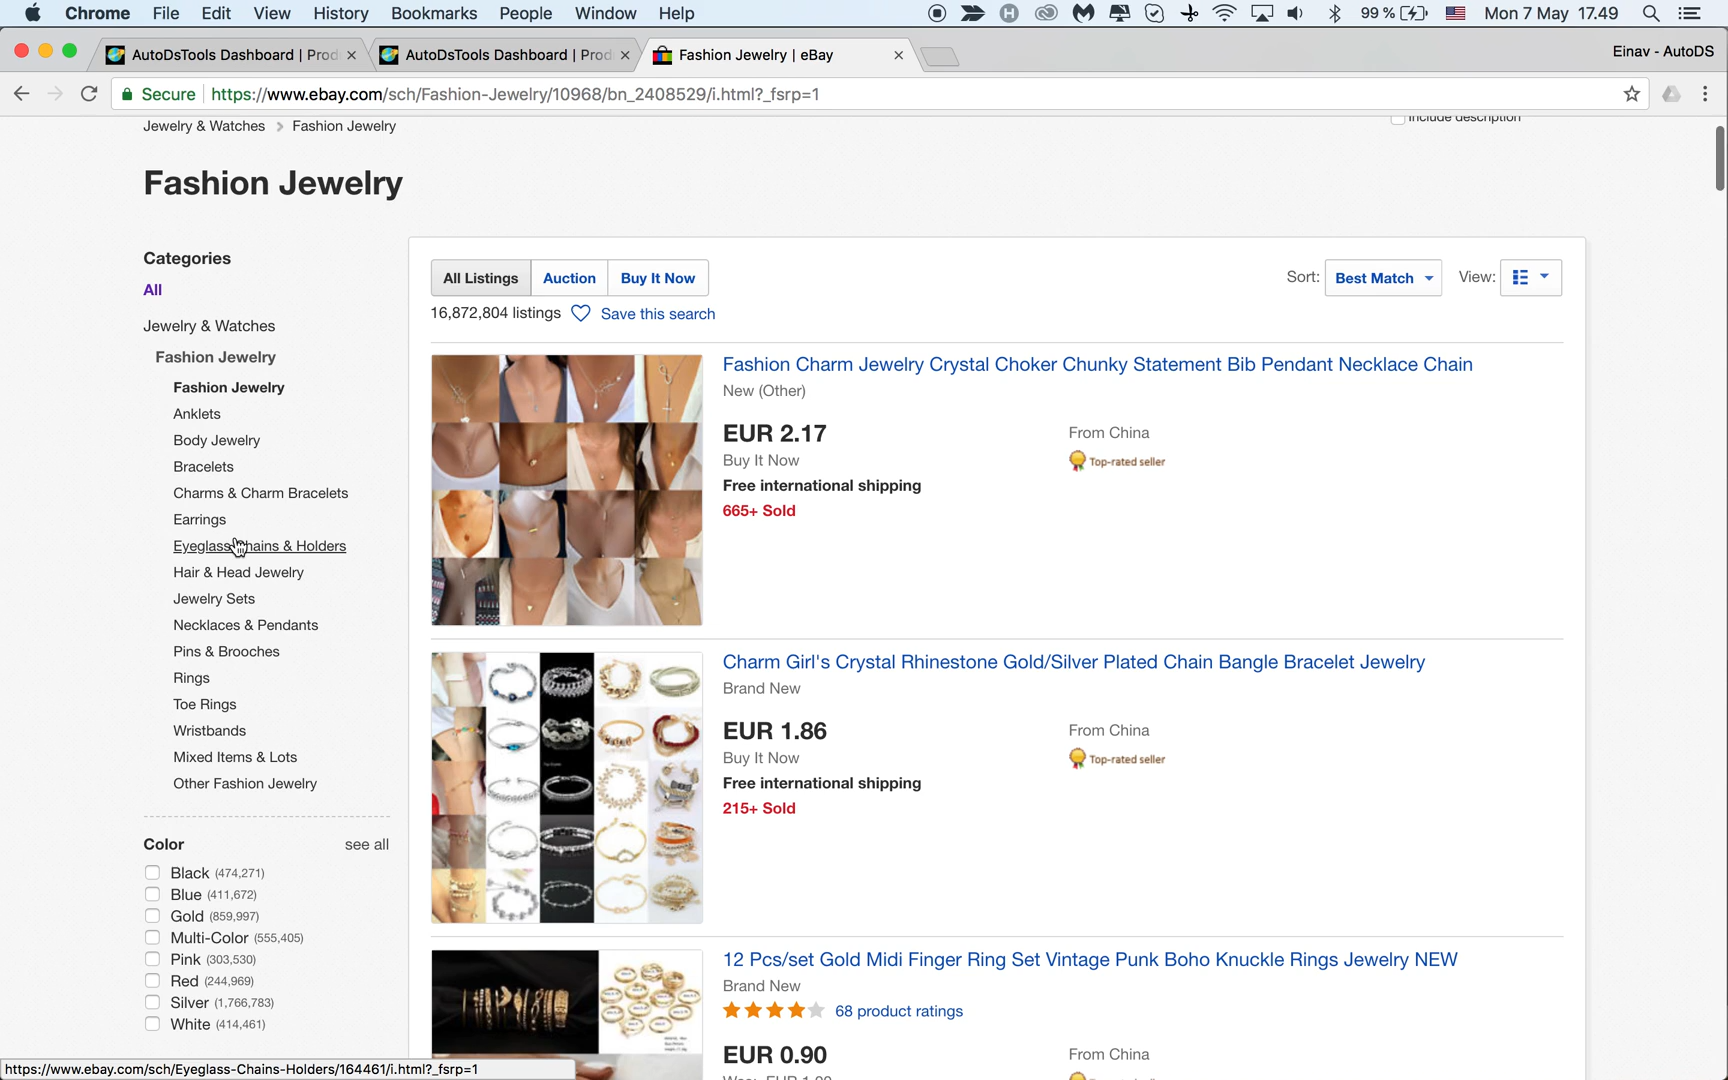 Chrome File Edit View History Bookmarks People Window Help 99 % Mon 7 May 17.49
AutoDsTools Dashboard | Prod AutoDsTools Dashboard | Prod Fashion Jewelry | eBay Einav - AutoDS
Secure https://www.ebay.com/sch/Fashion-Jewelry/10968/bn_2408529/i.html?_fsrp=1
Include description
Jewelry & Watches Fashion Jewelry
Fashion Jewelry
Categories
All
Jewelry & Watches
Fashion Jewelry
Fashion Jewelry
Anklets
Body Jewelry
Bracelets
Charms & Charm Bracelets
Earrings
Eyeglass Chains & Holders
Hair & Head Jewelry
Jewelry Sets
Necklaces & Pendants
Pins & Brooches
Rings
Toe Rings
Wristbands
Mixed Items & Lots
Other Fashion Jewelry
Color see all
Black (474,271)
Blue (411,672)
Gold (859,997)
Multi-Color (555,405)
Pink (303,530)
Red (244,969)
Silver (1,766,783)
White (414,461)
All Listings Auction Buy It Now Sort: Best Match View:
16,872,804 listings Save this search
Fashion Charm Jewelry Crystal Choker Chunky Statement Bib Pendant Necklace Chain
New (Other)
EUR 2.17 From China
Buy It Now Top-rated seller
Free international shipping
665+ Sold
Charm Girl's Crystal Rhinestone Gold/Silver Plated Chain Bangle Bracelet Jewelry
Brand New
EUR 1.86 From China
Buy It Now Top-rated seller
Free international shipping
215+ Sold
12 Pcs/set Gold Midi Finger Ring Set Vintage Punk Boho Knuckle Rings Jewelry NEW
Brand New
68 product ratings
EUR 0.90 From China
https://www.ebay.com/sch/Eyeglass-Chains-Holders/164461/i.html?_fsrp=1